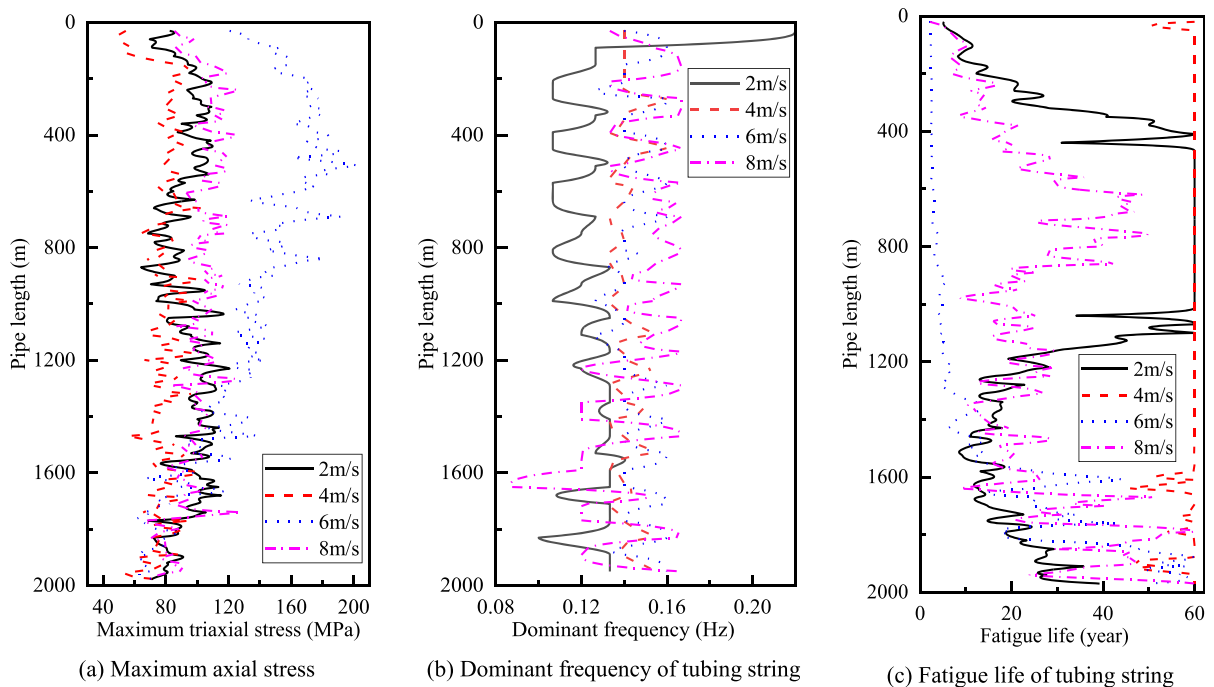 0
400
800
1200
1600
2000
Pipe length (m)
40
80
120
160
200
Maximum triaxial stress (MPa)
2m/s
4m/s
6m/s
8m/s
(a) Maximum axial stress
0
400
800
1200
1600
2000
Pipe length (m)
0.08
0.12
0.16
0.20
Dominant frequency (Hz)
2m/s
4m/s
6m/s
8m/s
(b) Dominant frequency of tubing string
0
400
800
1200
1600
2000
Pipe length (m)
0
20
40
60
Fatigue life (year)
2m/s
4m/s
6m/s
8m/s
(c) Fatigue life of tubing string